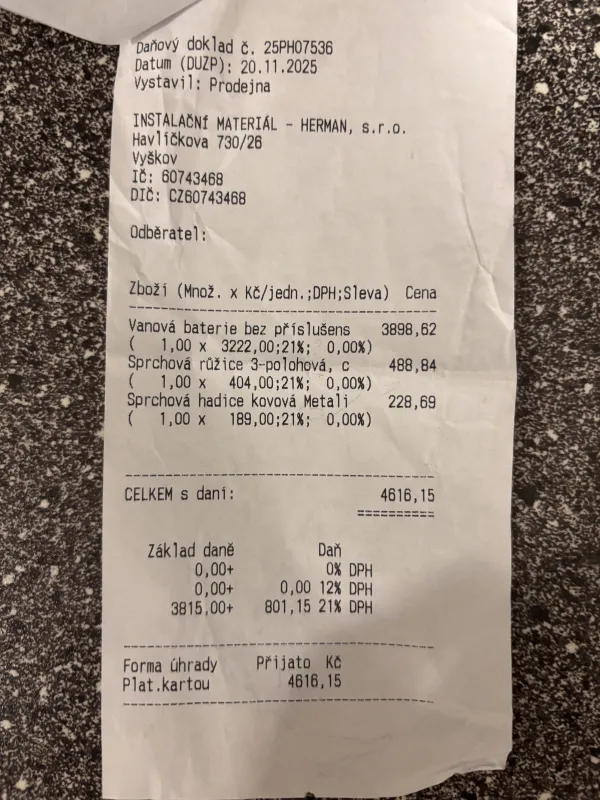 Daňový doklad č. 25PH07536
Datum (DUZP): 20.11.2025
Vystavil: Prodejna
INSTALAČNÍ MATERIÁL - HERMAN, s.r.o.
Havlíčkova 730/26
Vyškov
IČ: 60743468
DIČ: CZ60743468
Odběratel:
Zboží (Množ. x Kč/jedn.;DPH;Sleva) Cena
Vanová baterie bez příslušens 3898,62
( 1,00 x 3222,00;21%; 0,00%)
Sprchová růžice 3-polohová, c 488,84
( 1,00 x 404,00;21%; 0,00%)
Sprchová hadice kovová Metali 228,69
( 1,00 x 189,00;21%; 0,00%)
CELKEM s daní: 4616,15
==========
Základ daně Daň
0,00+ 0% DPH
0,00+ 0,00 12% DPH
3815,00+ 801,15 21% DPH
Forma úhrady Přijato Kč
Plat.kartou 4616,15